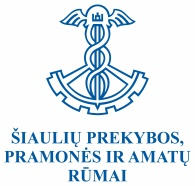 ŠIAULIŲ PREKYBOS,
PRAMONĖS IR AMATŲ
RŪMAI